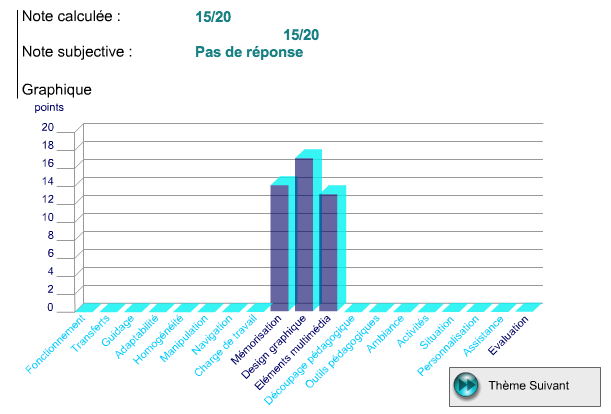 Note calculée : 15/20
15/20
Note subjective : Pas de réponse
Graphique
points
20
18
16
14
12
10
8
6
4
2
0
Fonctionnement
Transferts
Guidage
Adaptabilité
Homogénéité
Manipulation
Navigation
Charge de travail
Mémorisation
Design graphique
Eléments multimédia
Découpage pédagogique
Outils pédagogiques
Ambiance
Activités
Situation
Personnalisation
Assistance
Evaluation
Thème Suivant